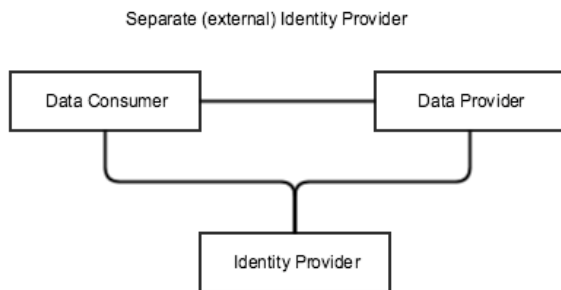 Separate (external) Identity Provider
Data Consumer
Data Provider
Identity Provider